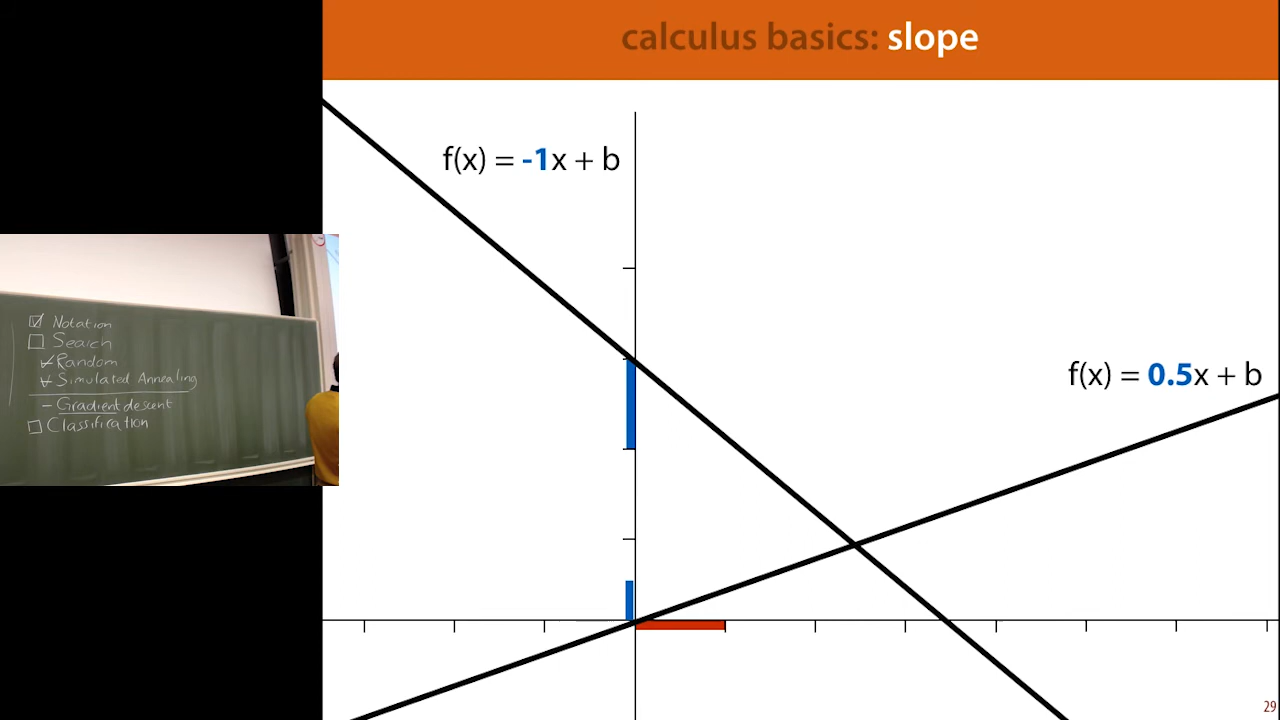 calculus basics: slope
f(x) = -1x + b
f(x) = 0.5x + b
29
Notation
Search
Random
Simulated Annealing
- Gradient descent
Classification